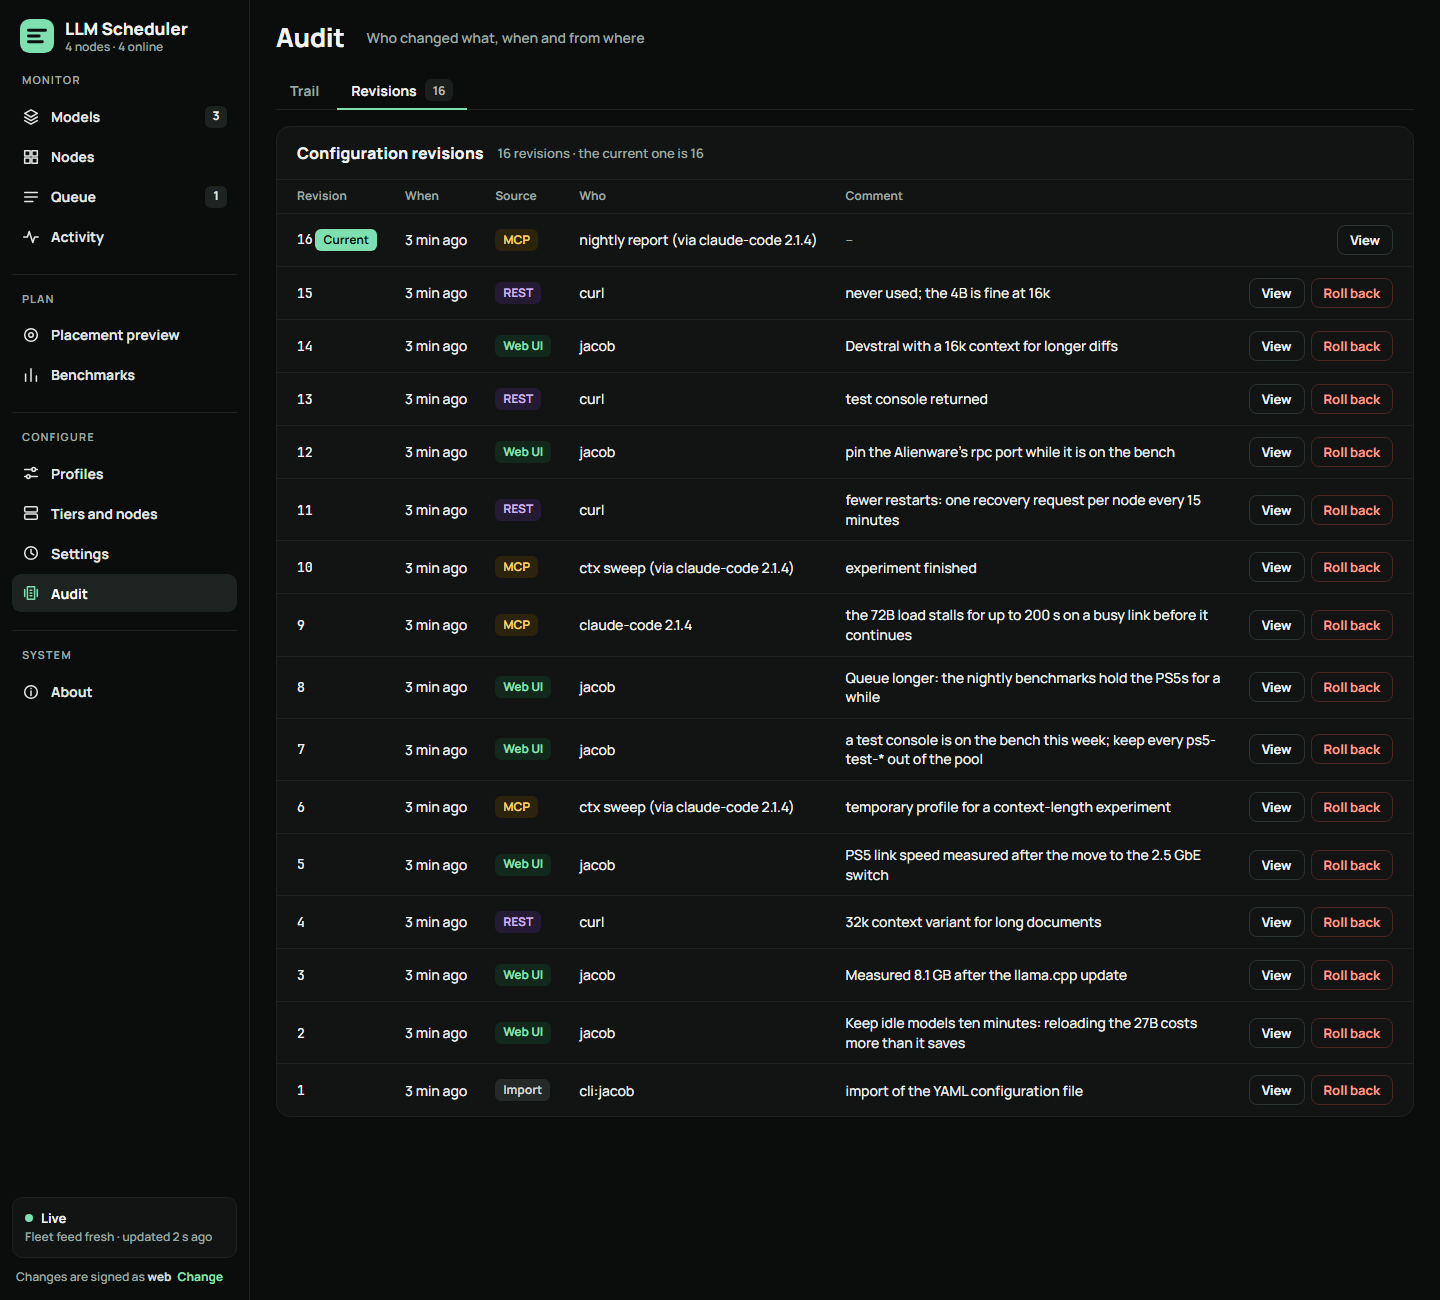 LLM Scheduler
4 nodes · 4 online
MONITOR
Models 3
Nodes
Queue 1
Activity
PLAN
Placement preview
Benchmarks
CONFIGURE
Profiles
Tiers and nodes
Settings
Audit
SYSTEM
About
Live
Fleet feed fresh · updated 2 s ago
Changes are signed as web Change
Audit Who changed what, when and from where
Trail Revisions 16
Configuration revisions 16 revisions · the current one is 16
Revision When Source Who Comment
16 Current 3 min ago MCP nightly report (via claude-code 2.1.4) – View
15 3 min ago REST curl never used; the 4B is fine at 16k View Roll back
14 3 min ago Web UI jacob Devstral with a 16k context for longer diffs View Roll back
13 3 min ago REST curl test console returned View Roll back
12 3 min ago Web UI jacob pin the Alienware's rpc port while it is on the bench View Roll back
11 3 min ago REST curl fewer restarts: one recovery request per node every 15 View Roll back
minutes
10 3 min ago MCP ctx sweep (via claude-code 2.1.4) experiment finished View Roll back
9 3 min ago MCP claude-code 2.1.4 the 72B load stalls for up to 200 s on a busy link before it View Roll back
continues
8 3 min ago Web UI jacob Queue longer: the nightly benchmarks hold the PS5s for a View Roll back
while
7 3 min ago Web UI jacob a test console is on the bench this week; keep every ps5- View Roll back
test-* out of the pool
6 3 min ago MCP ctx sweep (via claude-code 2.1.4) temporary profile for a context-length experiment View Roll back
5 3 min ago Web UI jacob PS5 link speed measured after the move to the 2.5 GbE View Roll back
switch
4 3 min ago REST curl 32k context variant for long documents View Roll back
3 3 min ago Web UI jacob Measured 8.1 GB after the llama.cpp update View Roll back
2 3 min ago Web UI jacob Keep idle models ten minutes: reloading the 27B costs View Roll back
more than it saves
1 3 min ago Import cli:jacob import of the YAML configuration file View Roll back